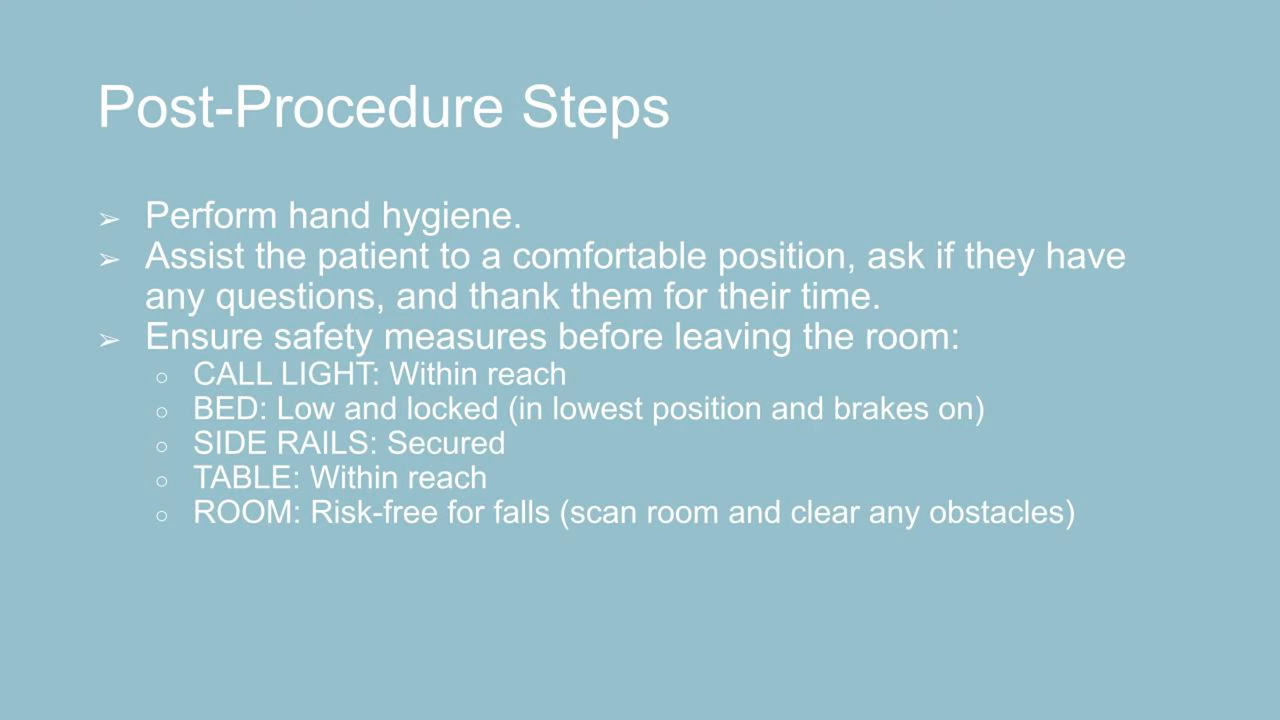 Post-Procedure Steps
➢ Perform hand hygiene.
➢ Assist the patient to a comfortable position, ask if they have
any questions, and thank them for their time.
➢ Ensure safety measures before leaving the room:
○ CALL LIGHT: Within reach
○ BED: Low and locked (in lowest position and brakes on)
○ SIDE RAILS: Secured
○ TABLE: Within reach
○ ROOM: Risk-free for falls (scan room and clear any obstacles)